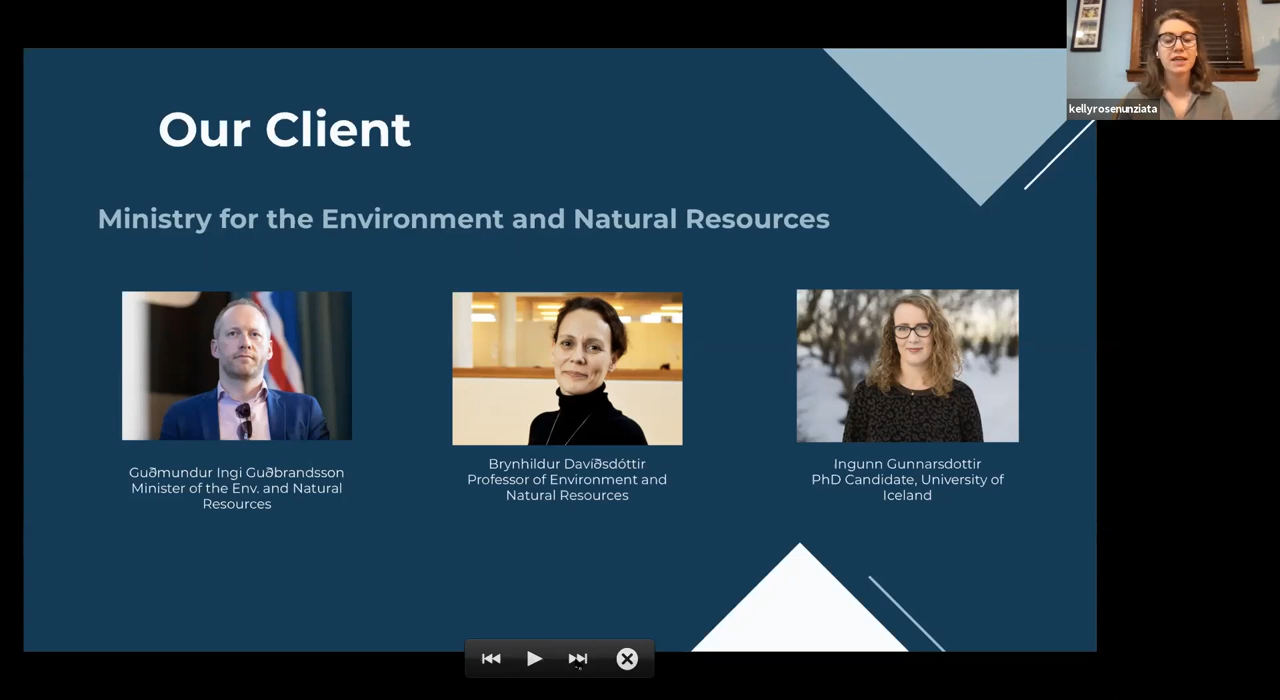 kellyrosenunziata
Our Client
Ministry for the Environment and Natural Resources
Guðmundur Ingi Guðbrandsson
Minister of the Env. and Natural
Resources
Brynhildur Davíðsdóttir
Professor of Environment and
Natural Resources
Ingunn Gunnarsdottir
PhD Candidate, University of
Iceland